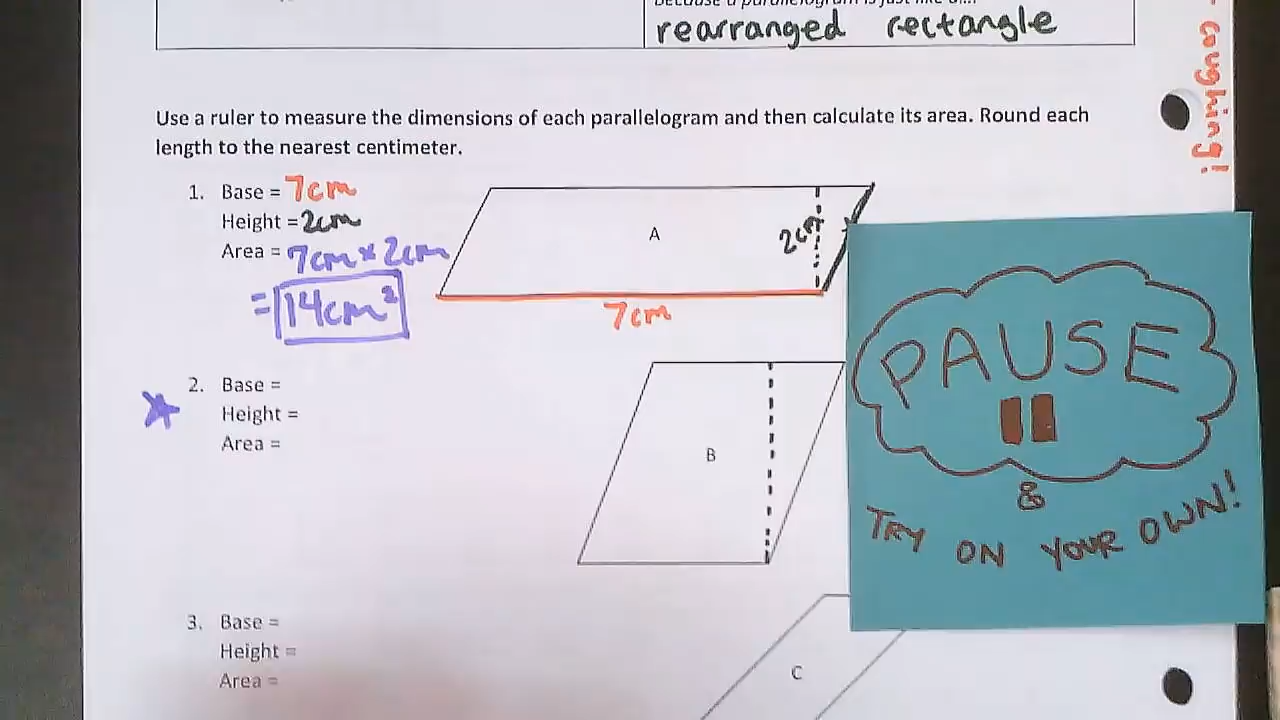 rearranged rectangle
coughing!
Use a ruler to measure the dimensions of each parallelogram and then calculate its area. Round each
length to the nearest centimeter.
1. Base = 7cm
Height = 2cm
Area = 7cm x 2cm
= 14cm²
A
2cm
7cm
2. Base =
Height =
Area =
B
PAUSE
&
TRY ON YOUR OWN!
3. Base =
Height =
Area =
C